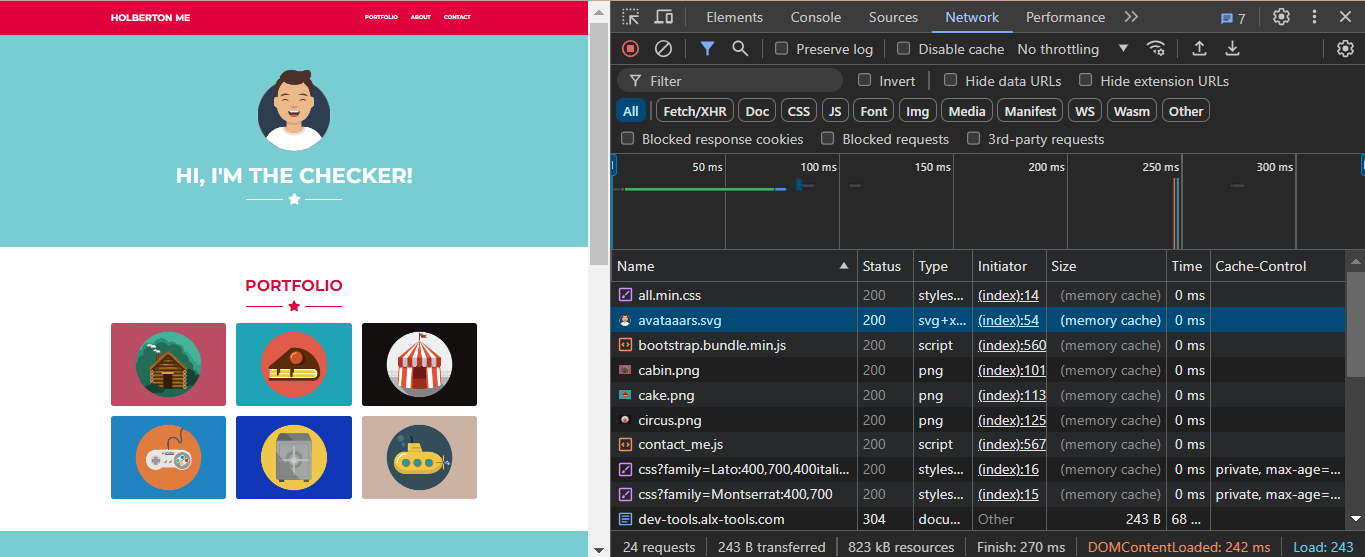 HOLBERTON ME PORTFOLIO ABOUT CONTACT
HI, I'M THE CHECKER!
PORTFOLIO
Elements Console Sources Network Performance 7
Preserve log Disable cache No throttling
Filter Invert Hide data URLs Hide extension URLs
All Fetch/XHR Doc CSS JS Font Img Media Manifest WS Wasm Other
Blocked response cookies Blocked requests 3rd-party requests
50 ms 100 ms 150 ms 200 ms 250 ms 300 ms
Name Status Type Initiator Size Time Cache-Control
all.min.css 200 styles... (index):14 (memory cache) 0 ms
avataaars.svg 200 svg+x... (index):54 (memory cache) 0 ms
bootstrap.bundle.min.js 200 script (index):560 (memory cache) 0 ms
cabin.png 200 png (index):101 (memory cache) 0 ms
cake.png 200 png (index):113 (memory cache) 0 ms
circus.png 200 png (index):125 (memory cache) 0 ms
contact_me.js 200 script (index):567 (memory cache) 0 ms
css?family=Lato:400,700,400itali... 200 styles... (index):16 (memory cache) 0 ms private, max-age=...
css?family=Montserrat:400,700 200 styles... (index):15 (memory cache) 0 ms private, max-age=...
dev-tools.alx-tools.com 304 docu... Other 243 B 68 ...
24 requests 243 B transferred 823 kB resources Finish: 270 ms DOMContentLoaded: 242 ms Load: 243